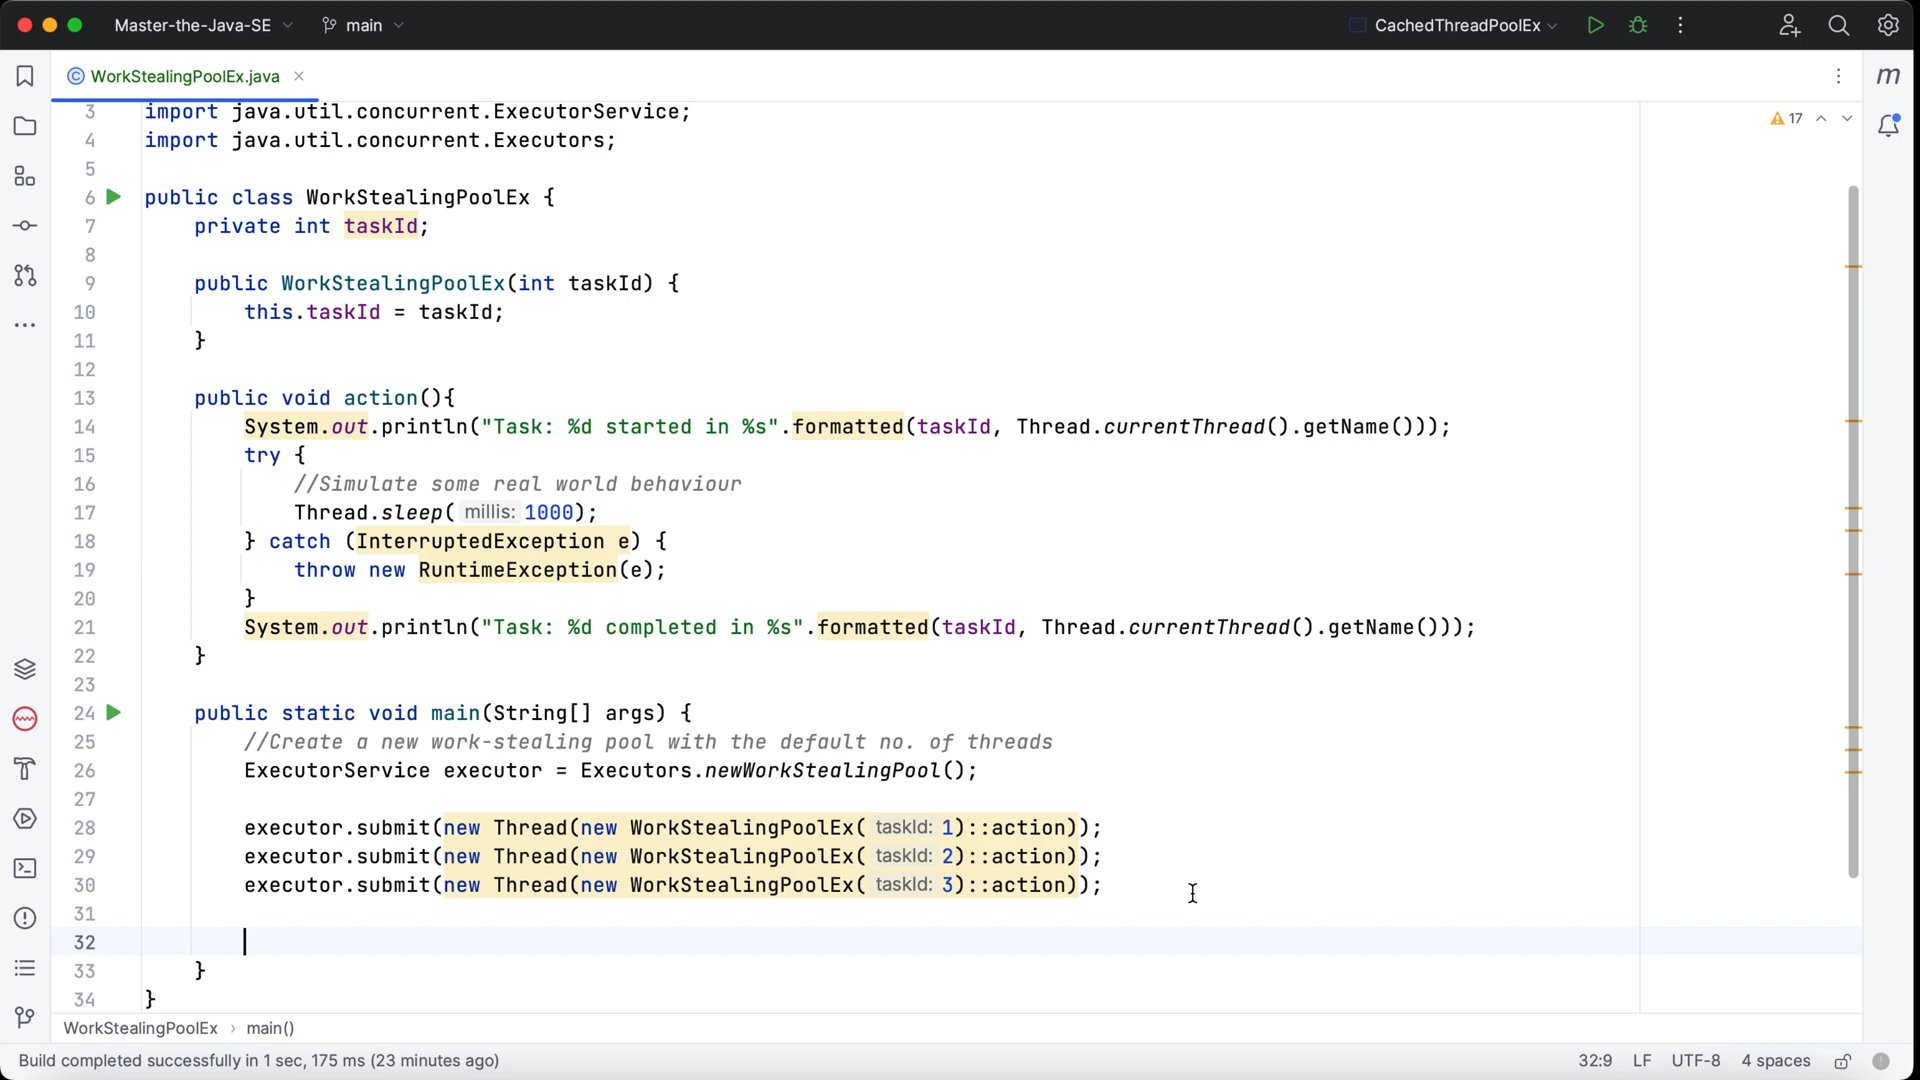 Master-the-Java-SE
main
CachedThreadPoolEx
WorkStealingPoolEx.java
17
3 import java.util.concurrent.ExecutorService;
4 import java.util.concurrent.Executors;
5
6 public class WorkStealingPoolEx {
7 private int taskId;
8
9 public WorkStealingPoolEx(int taskId) {
10 this.taskId = taskId;
11 }
12
13 public void action(){
14 System.out.println("Task: %d started in %s".formatted(taskId, Thread.currentThread().getName()));
15 try {
16 //Simulate some real world behaviour
17 Thread.sleep( millis: 1000);
18 } catch (InterruptedException e) {
19 throw new RuntimeException(e);
20 }
21 System.out.println("Task: %d completed in %s".formatted(taskId, Thread.currentThread().getName()));
22 }
23
24 public static void main(String[] args) {
25 //Create a new work-stealing pool with the default no. of threads
26 ExecutorService executor = Executors.newWorkStealingPool();
27
28 executor.submit(new Thread(new WorkStealingPoolEx( taskId: 1)::action));
29 executor.submit(new Thread(new WorkStealingPoolEx( taskId: 2)::action));
30 executor.submit(new Thread(new WorkStealingPoolEx( taskId: 3)::action));
31
32
33 }
34 }
WorkStealingPoolEx › main()
Build completed successfully in 1 sec, 175 ms (23 minutes ago)
32:9 LF UTF-8 4 spaces